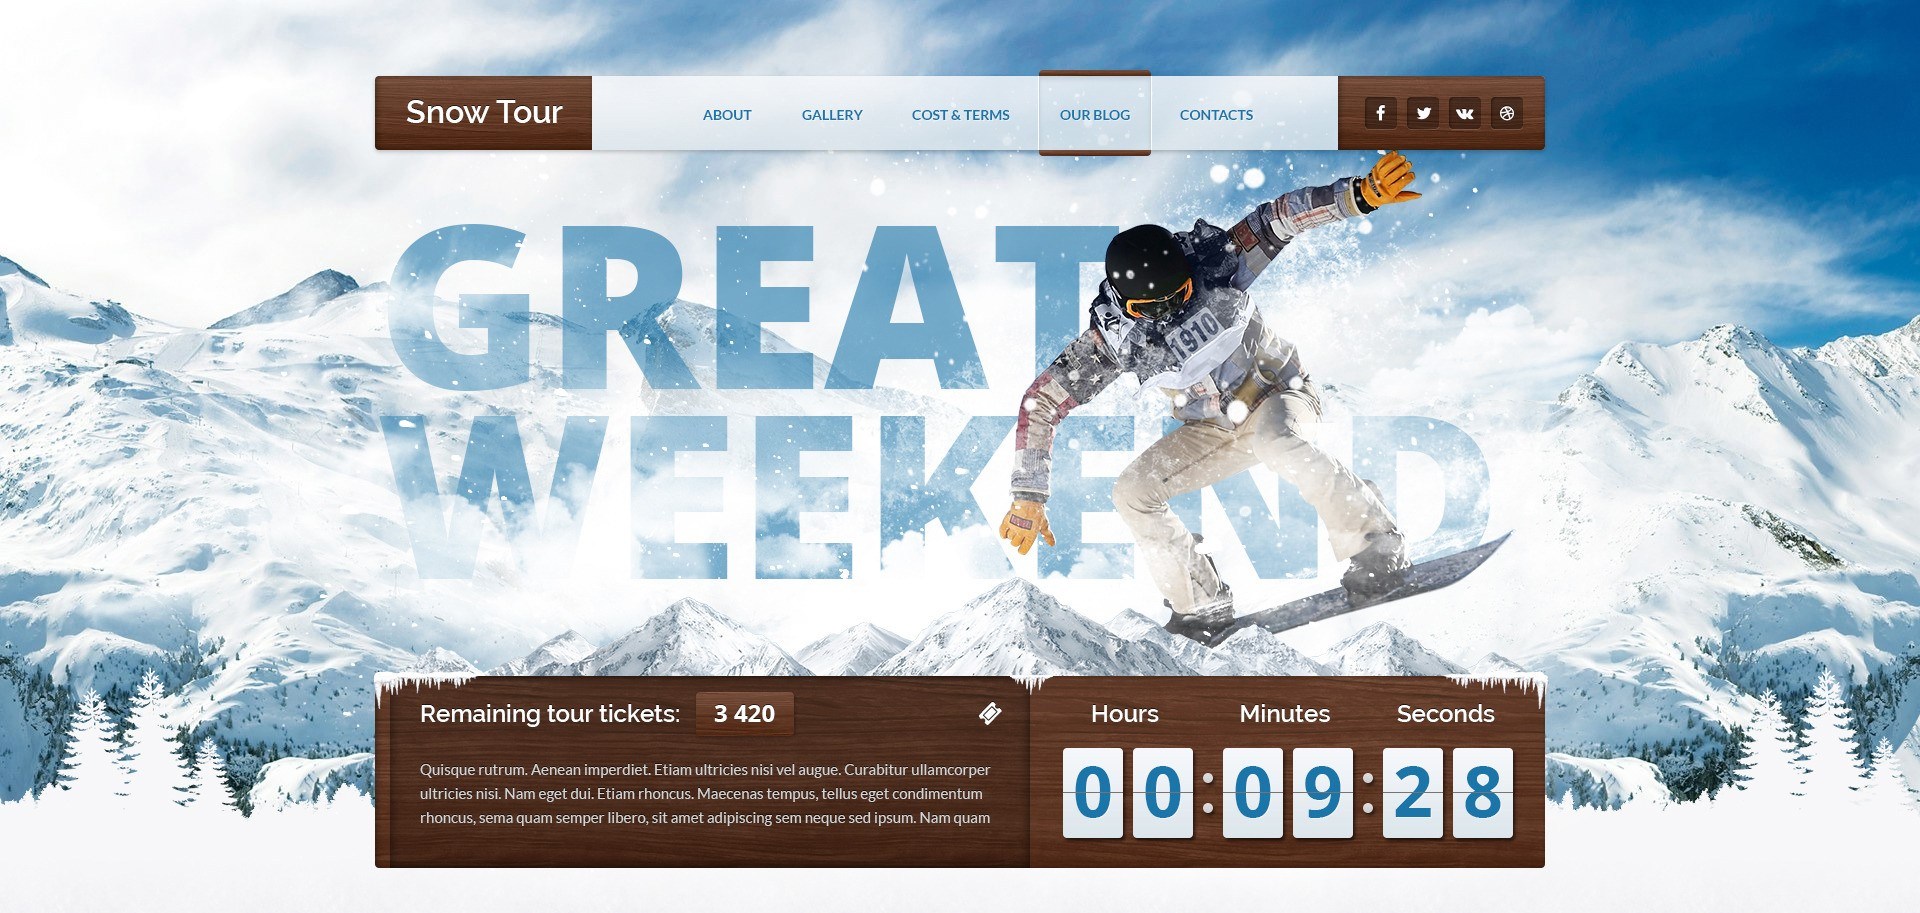 Snow Tour
ABOUT GALLERY COST & TERMS OUR BLOG CONTACTS
GREAT
WEEKEND
1910
Remaining tour tickets: 3 420
Quisque rutrum. Aenean imperdiet. Etiam ultricies nisi vel augue. Curabitur ullamcorper
ultricies nisi. Nam eget dui. Etiam rhoncus. Maecenas tempus, tellus eget condimentum
rhoncus, sema quam semper libero, sit amet adipiscing sem neque sed ipsum. Nam quam
Hours Minutes Seconds
00:09:28